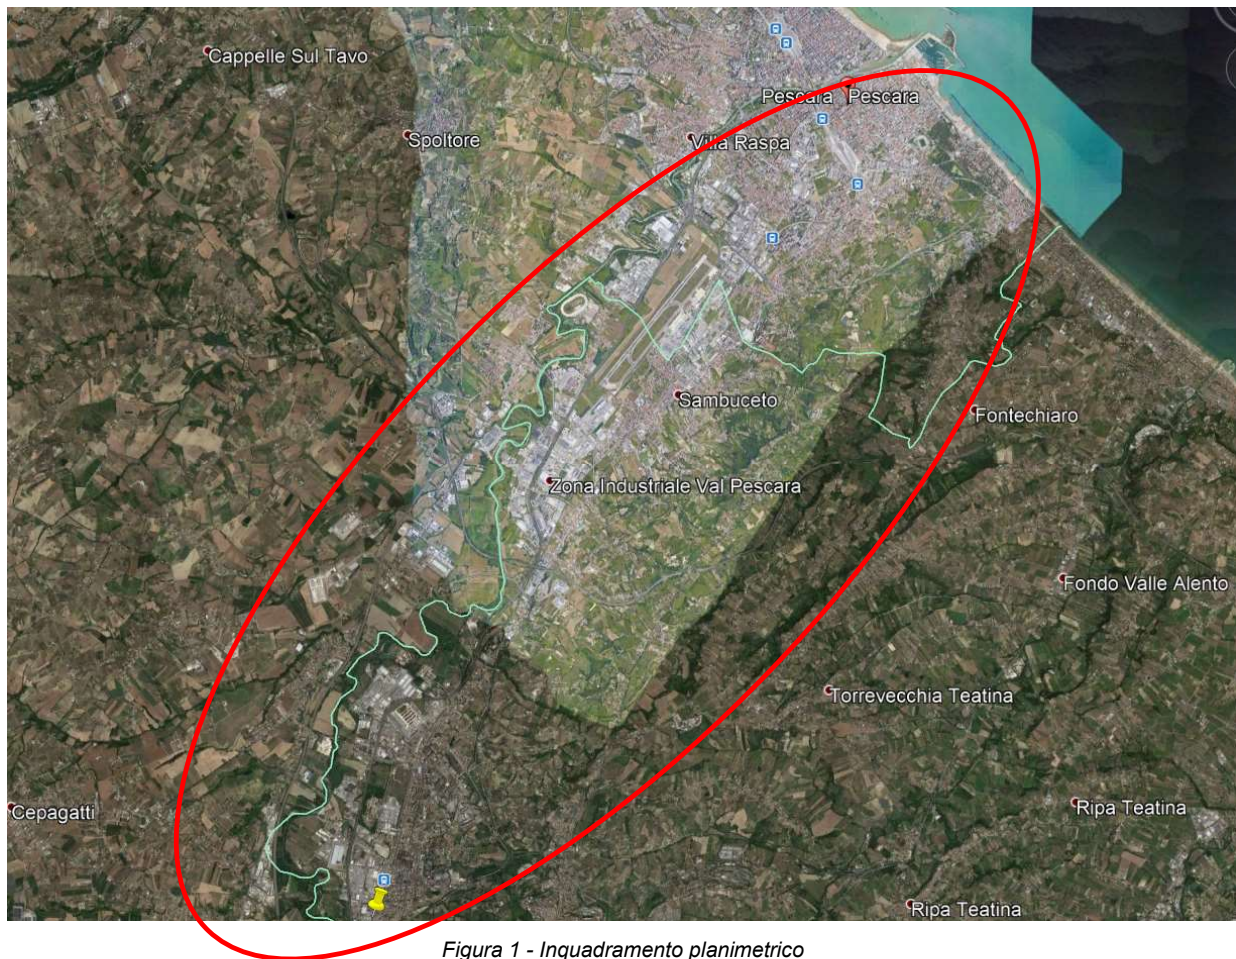 Cappelle Sul Tavo
Pescara Pescara
Spoltore
Villa Raspa
Sambuceto
Fontechiaro
Zona Industriale Val Pescara
Fondo Valle Alento
Torrevecchia Teatina
Cepagatti
Ripa Teatina
Ripa Teatina
Figura 1 - Inquadramento planimetrico